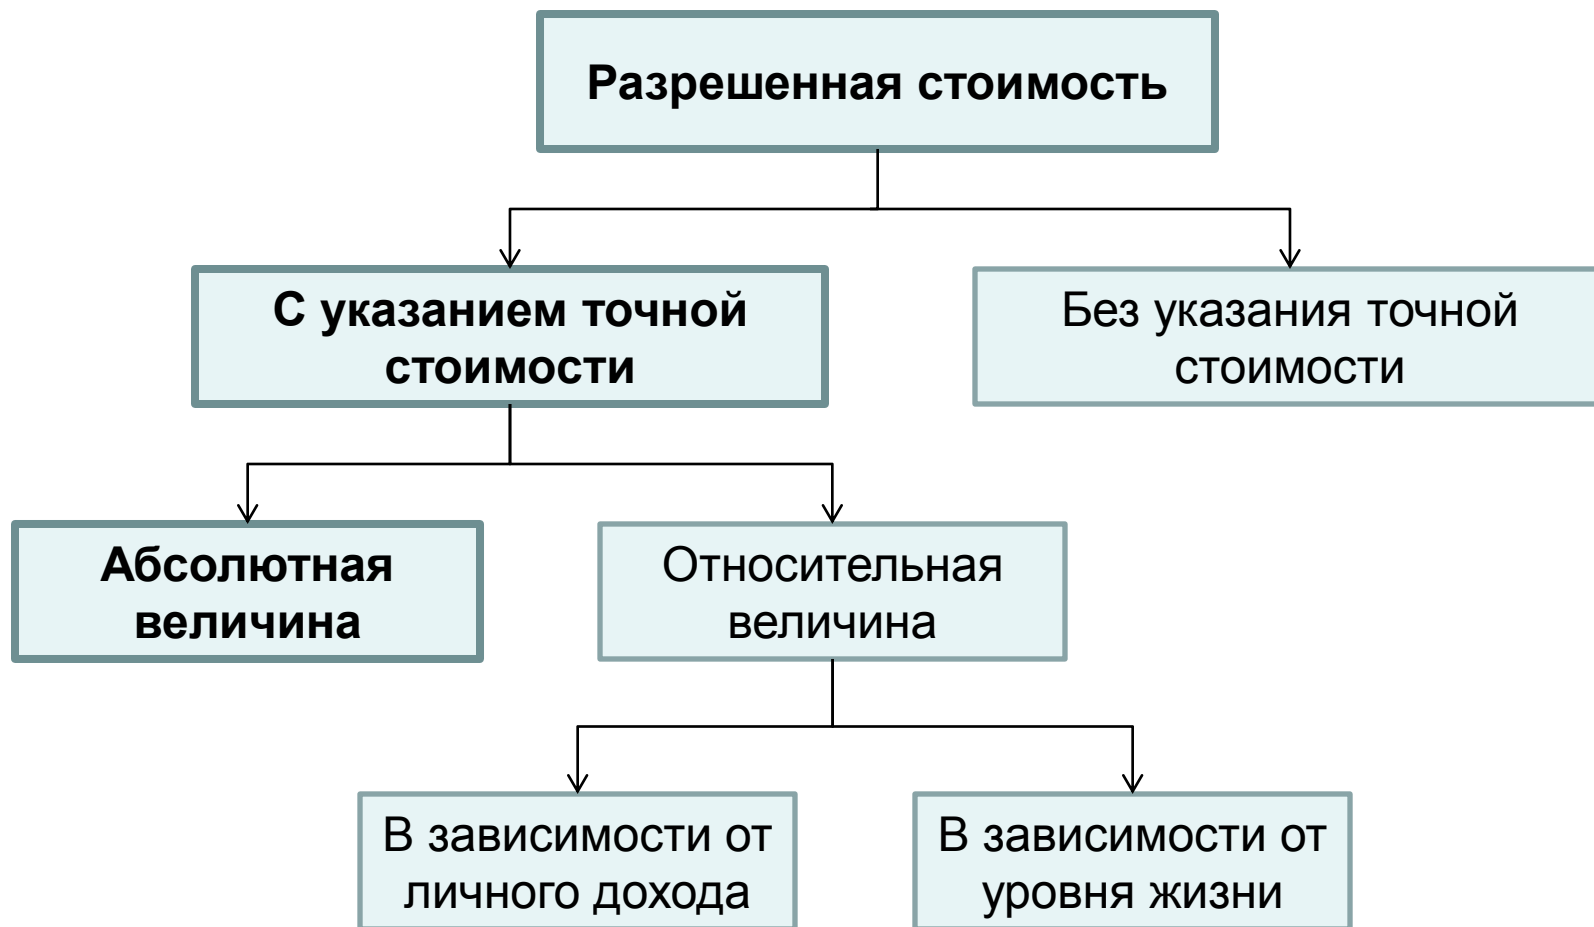 Разрешенная стоимость
С указанием точной
стоимости
Без указания точной
стоимости
Абсолютная
величина
Относительная
величина
В зависимости от
личного дохода
В зависимости от
уровня жизни